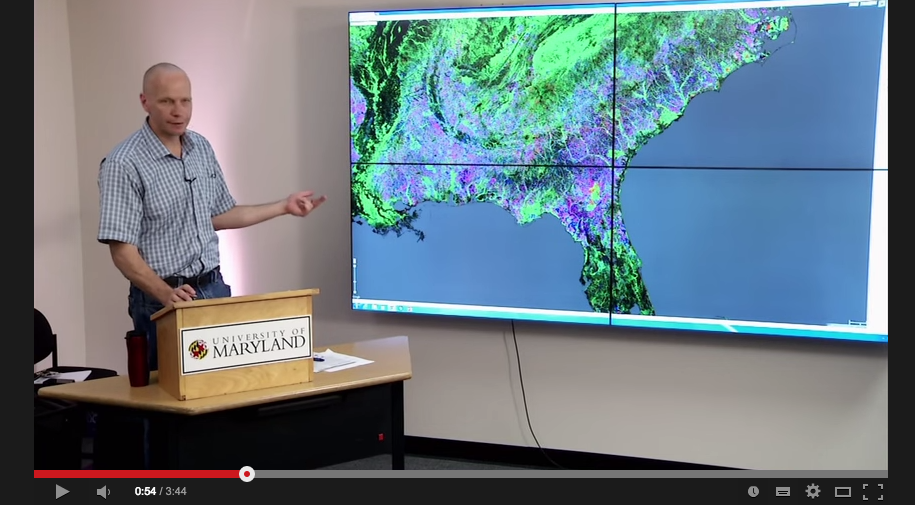 UNIVERSITY OF
MARYLAND
0:54 / 3:44